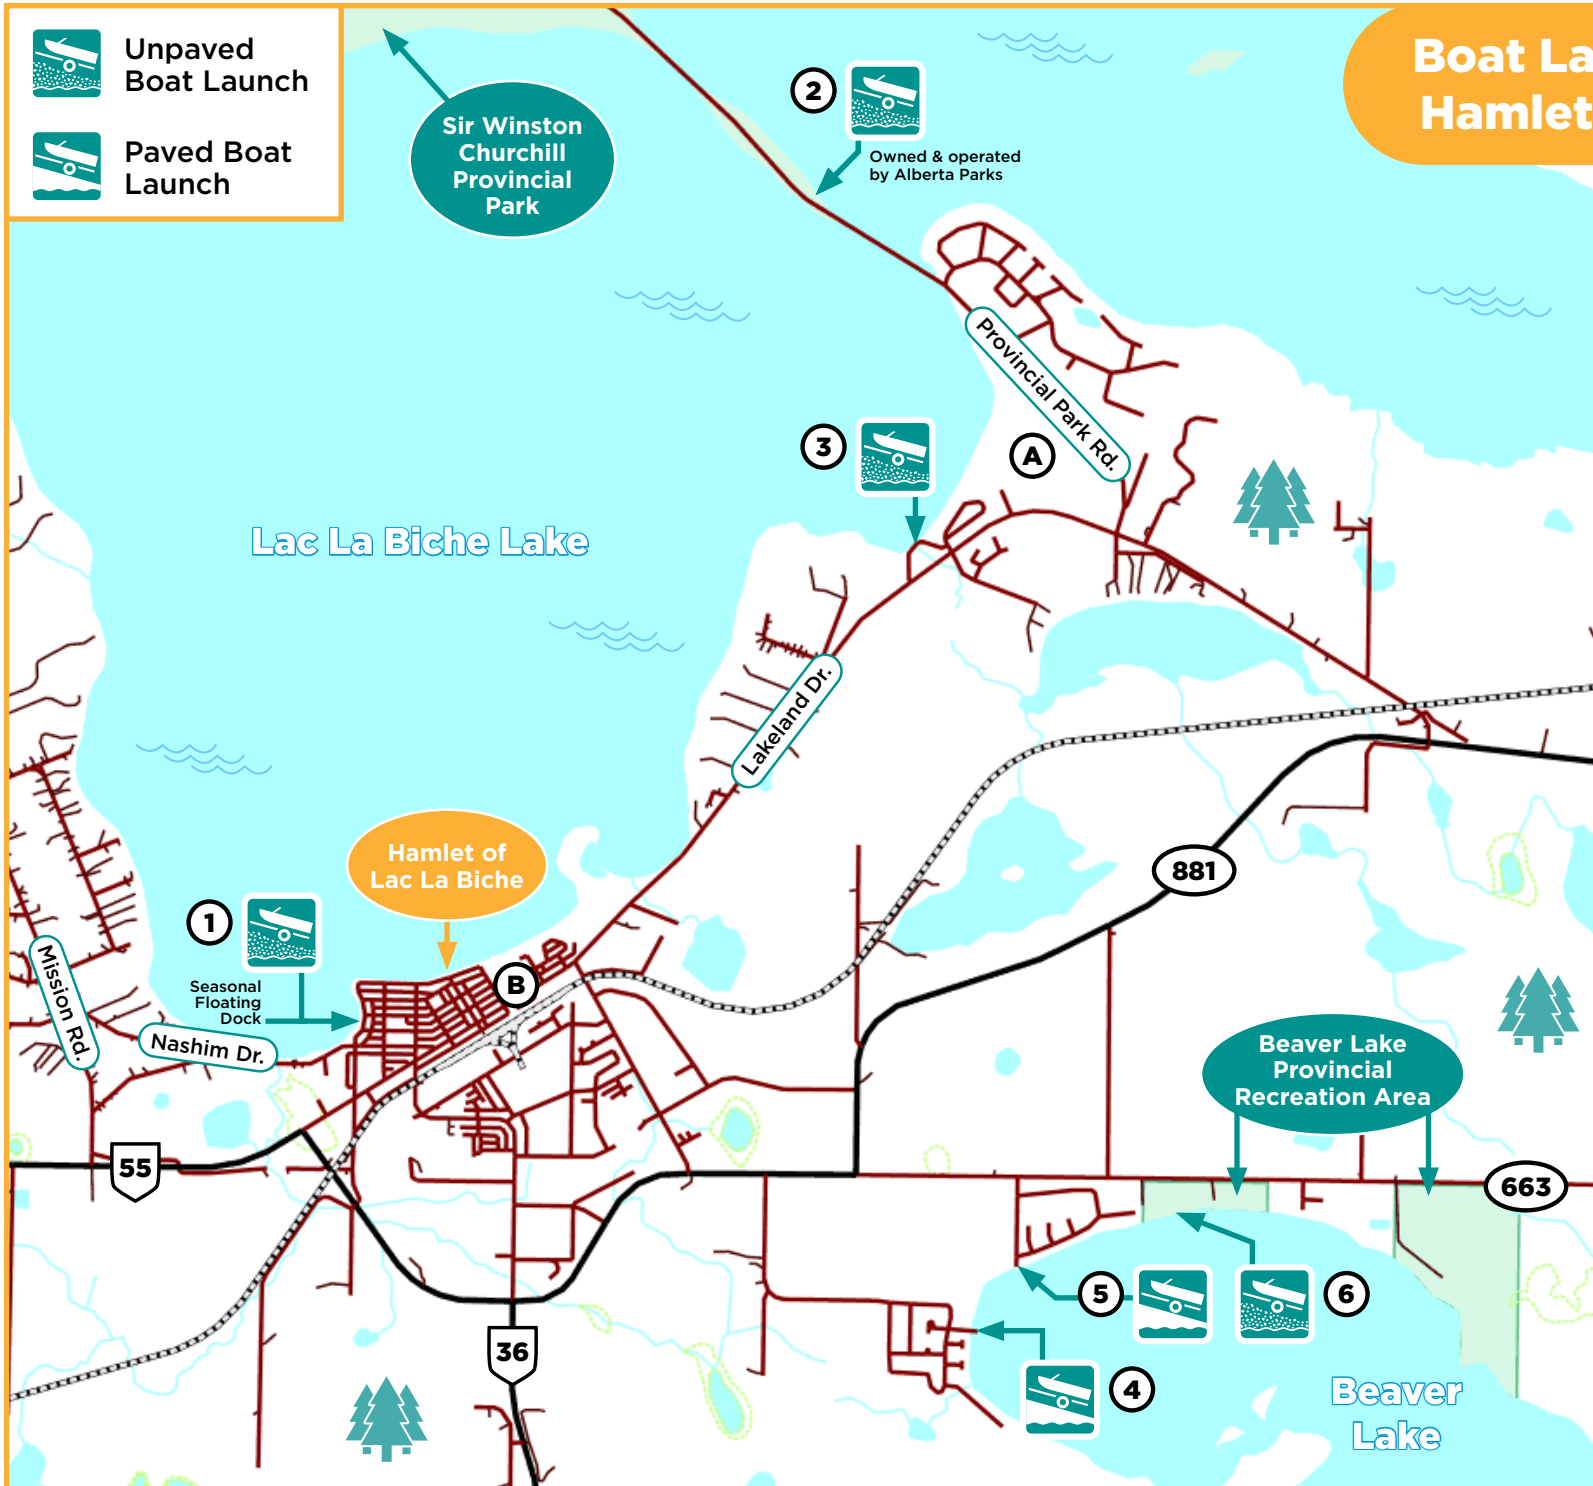 Unpaved
Boat Launch
Paved Boat
Launch
Sir Winston
Churchill
Provincial
Park
2
Owned & operated
by Alberta Parks
Boat La
Hamlet
Provincial Park Rd.
3
A
Lac La Biche Lake
Lakeland Dr.
Hamlet of
Lac La Biche
881
1
Seasonal
Floating
Dock
B
Mission Rd.
Nashim Dr.
Beaver Lake
Provincial
Recreation Area
55
663
5
6
36
4
Beaver
Lake